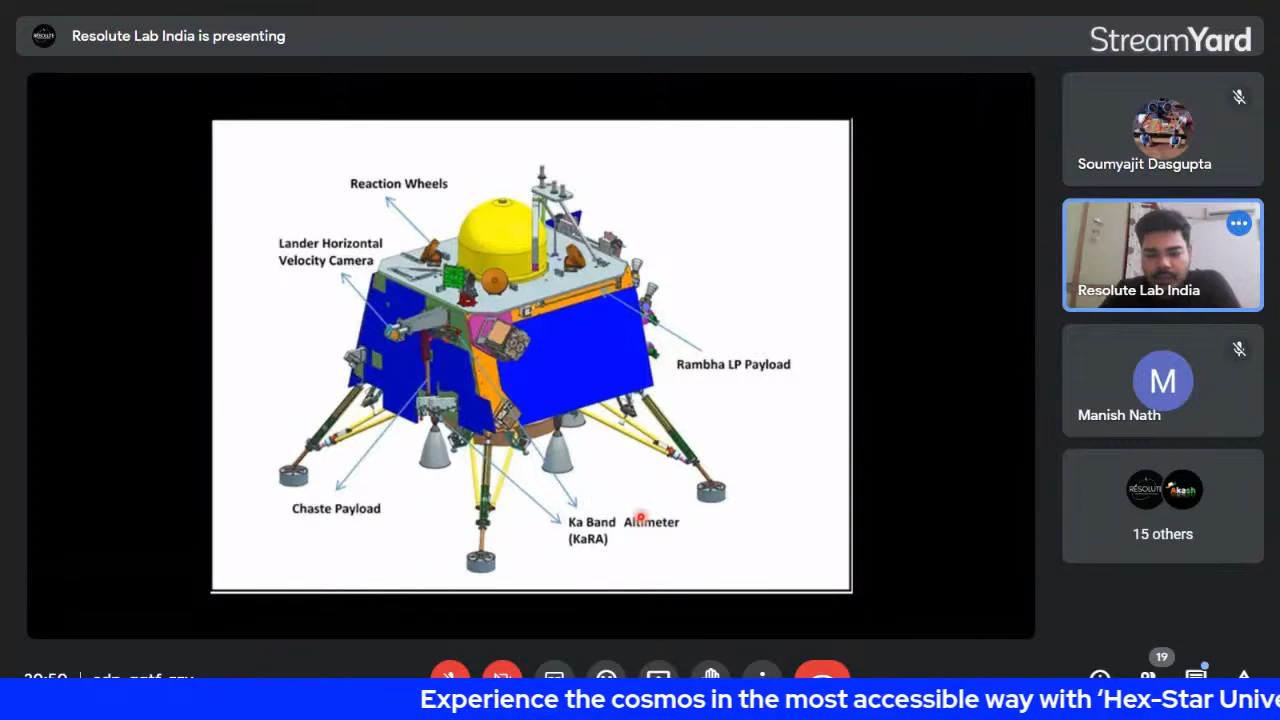 Resolute Lab India is presenting
StreamYard
Reaction Wheels
Lander Horizontal
Velocity Camera
Rambha LP Payload
Chaste Payload
Ka Band Altimeter
(KaRA)
Soumyajit Dasgupta
Resolute Lab India
M
Manish Nath
RESOLUTE
Akash
15 others
19
Experience the cosmos in the most accessible way with ‘Hex-Star Unive